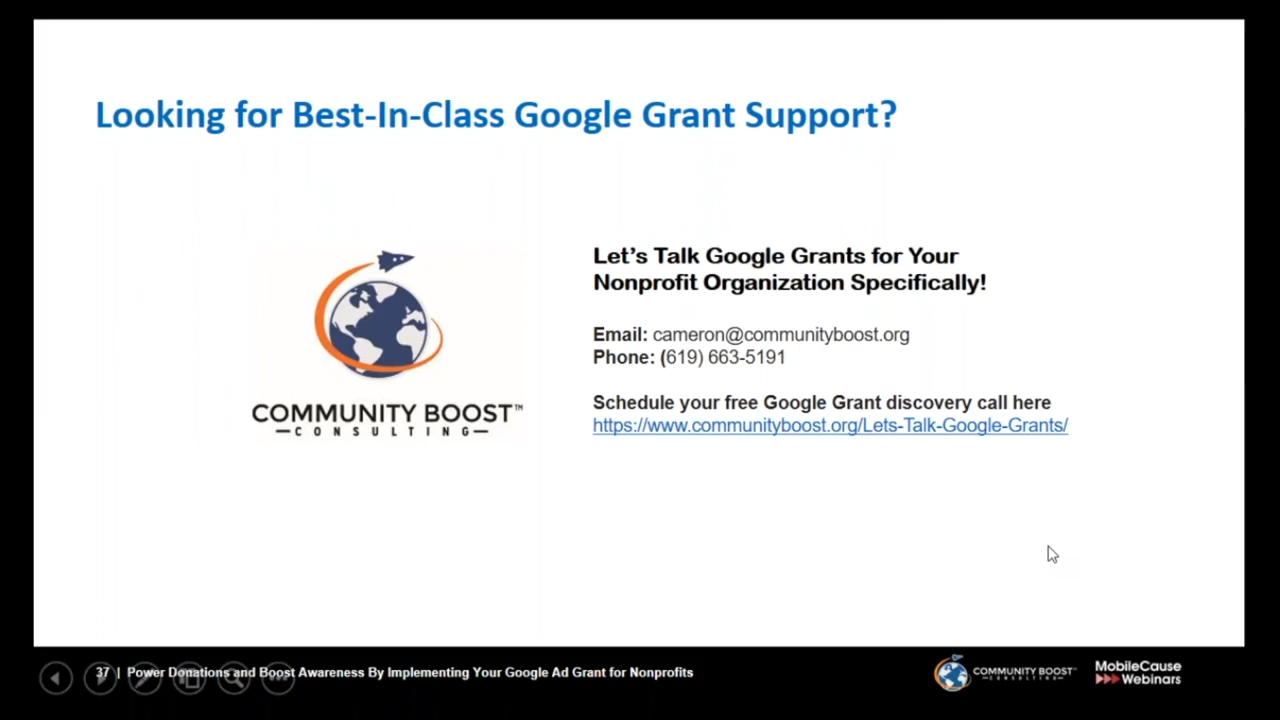 Looking for Best-In-Class Google Grant Support?
COMMUNITY BOOST™
CONSULTING
Let's Talk Google Grants for Your
Nonprofit Organization Specifically!
Email: cameron@communityboost.org
Phone: (619) 663-5191
Schedule your free Google Grant discovery call here
https://www.communityboost.org/Lets-Talk-Google-Grants/
37 | Power Donations and Boost Awareness By Implementing Your Google Ad Grant for Nonprofits
COMMUNITY BOOST™
CONSULTING
MobileCause
Webinars